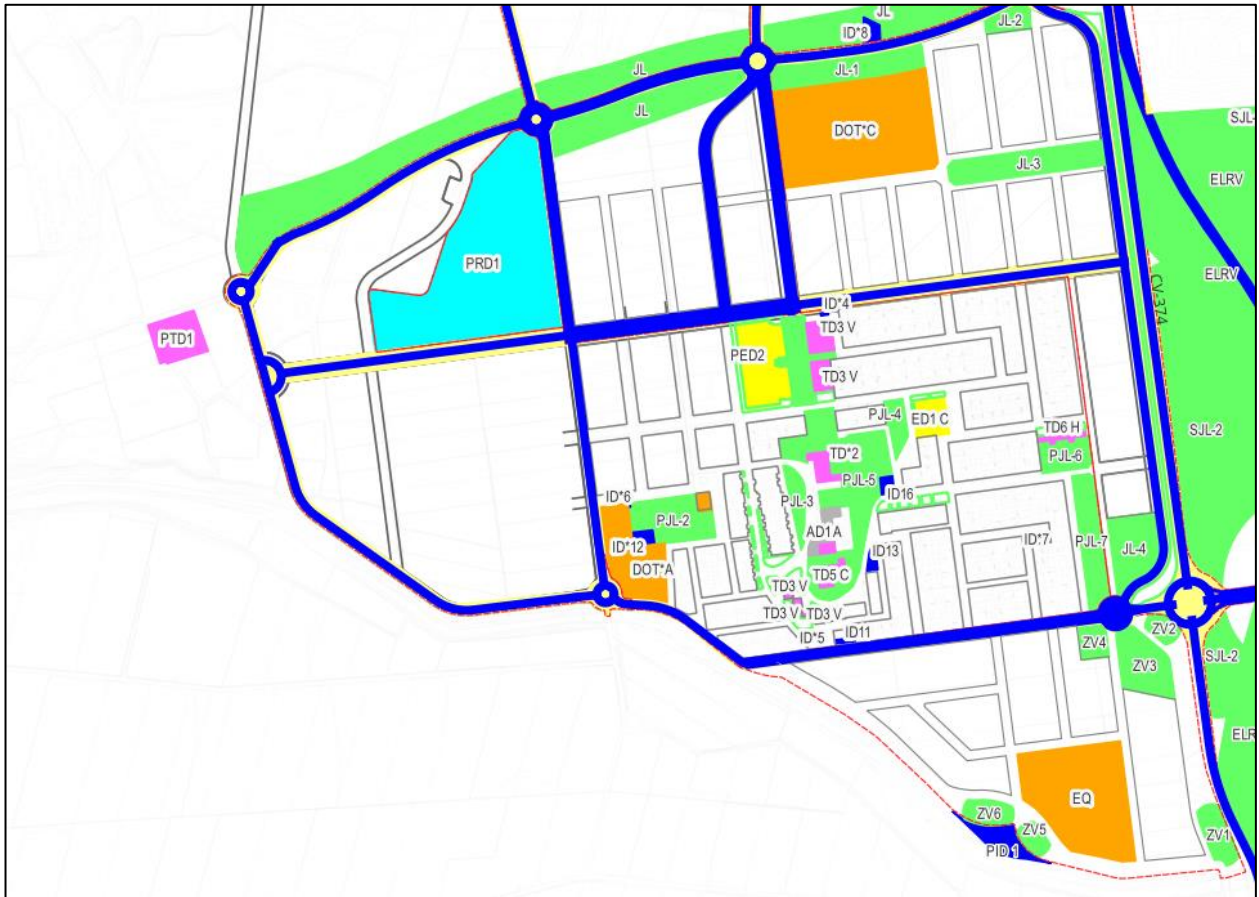 JL
JL-2
ID*8
JL
JL-1
JL
SJL-
DOT*C
JL-3
ELRV
PRD1
ELRV
CV-374
ID*4
PTD1
TD3 V
PED2
TD3 V
PJL-4
ED1 C
TD6 H
SJL-2
TD*2
PJL-6
PJL-5
ID16
ID*6
PJL-3
PJL-2
AD1A
ID*7
PJL-7
JL-4
ID*12
ID13
DOT*A
TD5 C
TD3 V
TD3 V
TD3 V
ID*5
ID11
ZV4
ZV2
SJL-2
ZV3
ELR
EQ
ZV6
ZV5
ZV1
PID 1